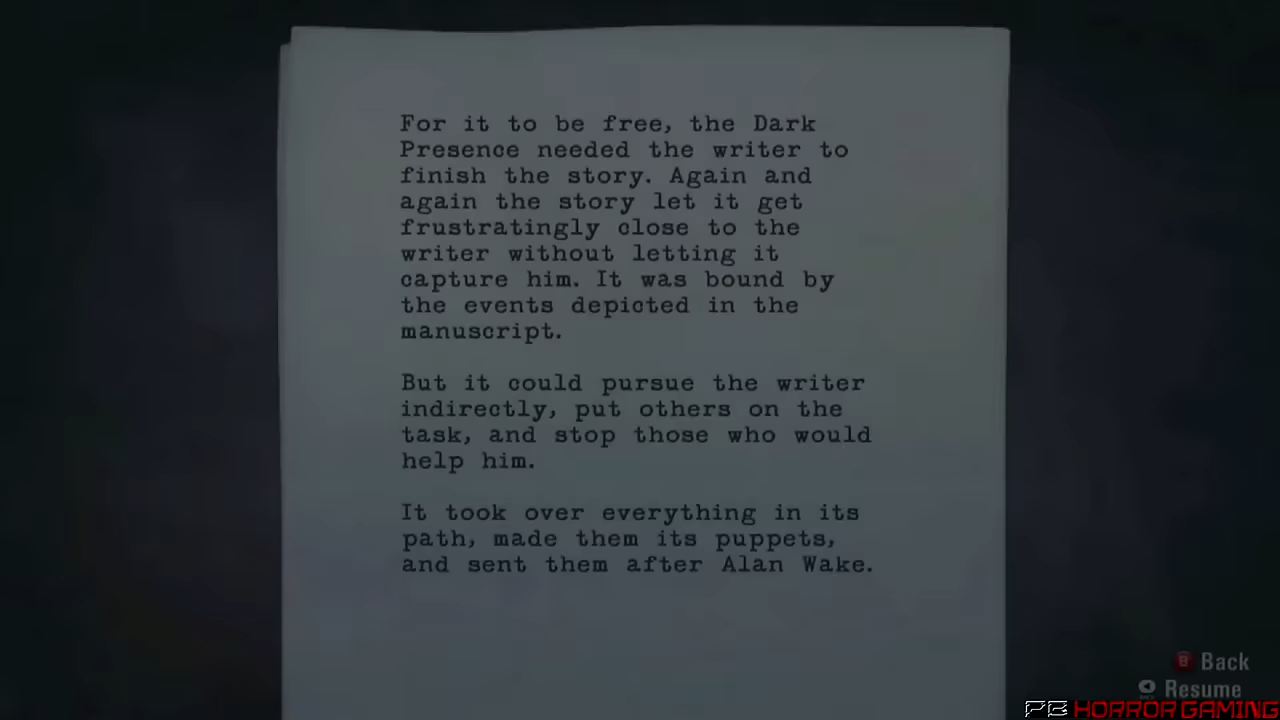 For it to be free, the Dark
Presence needed the writer to
finish the story. Again and
again the story let it get
frustratingly close to the
writer without letting it
capture him. It was bound by
the events depicted in the
manuscript.
But it could pursue the writer
indirectly, put others on the
task, and stop those who would
help him.
It took over everything in its
path, made them its puppets,
and sent them after Alan Wake.
B Back
Resume
HORROR GAMING